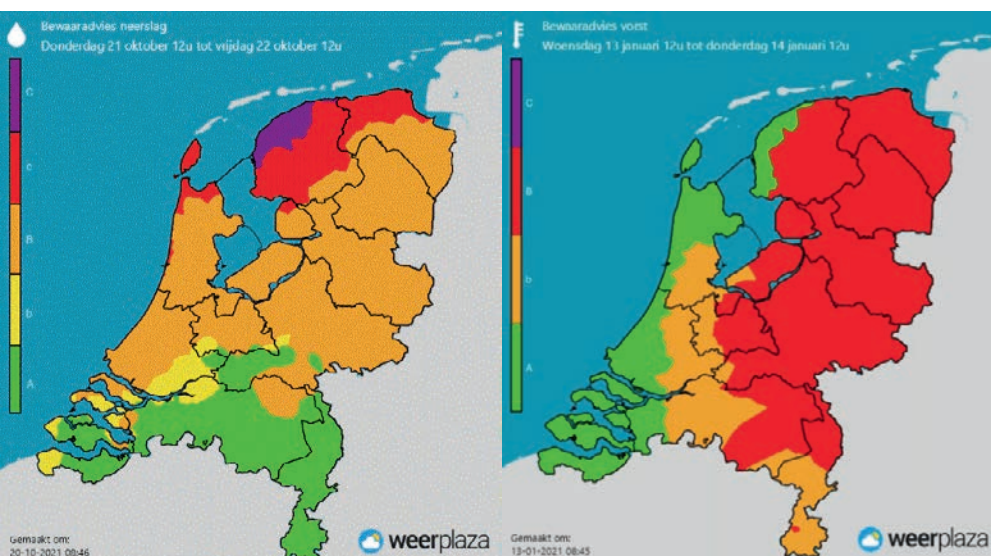 Bewaaradvies neerslag
Donderdag 21 oktober 12u tot vrijdag 22 oktober 12u
C
c
B
b
A
Gemaakt om:
20-10-2021 08:46
weerplaza
Bewaaradvies vorst
Woensdag 13 januari 12u tot donderdag 14 januari 12u
C
B
b
A
Gemaakt om:
13-01-2021 08:45
weerplaza